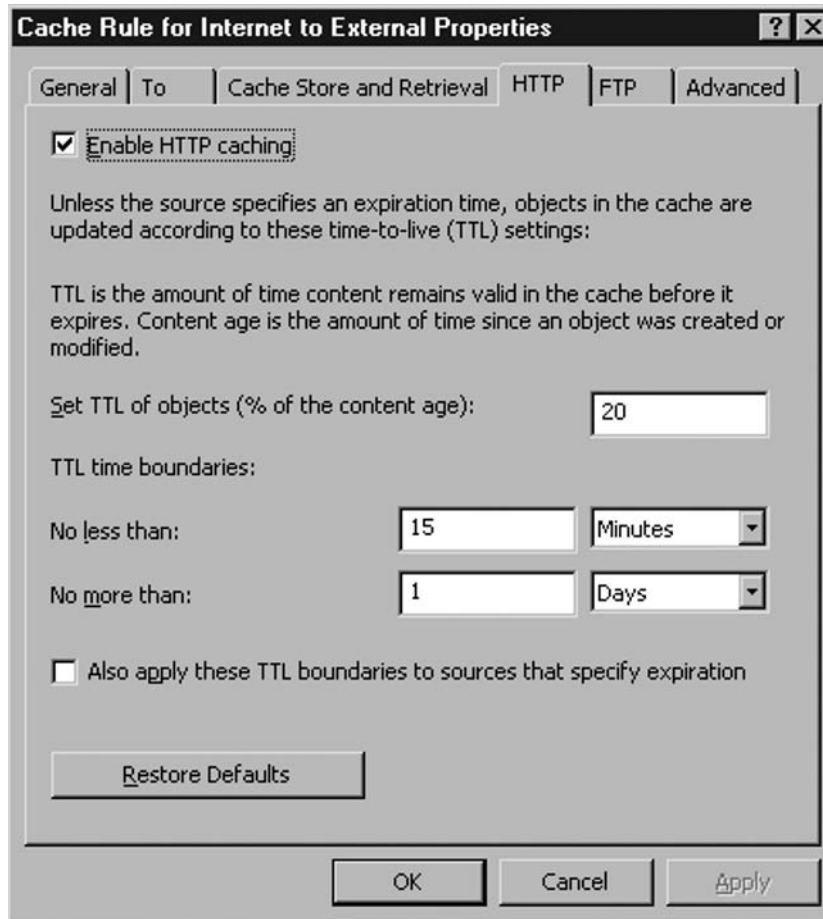 Cache Rule for Internet to External Properties
General To Cache Store and Retrieval HTTP FTP Advanced
Enable HTTP caching
Unless the source specifies an expiration time, objects in the cache are
updated according to these time-to-live (TTL) settings:
TTL is the amount of time content remains valid in the cache before it
expires. Content age is the amount of time since an object was created or
modified.
Set TTL of objects (% of the content age): 20
TTL time boundaries:
No less than: 15 Minutes
No more than: 1 Days
Also apply these TTL boundaries to sources that specify expiration
Restore Defaults
OK Cancel Apply